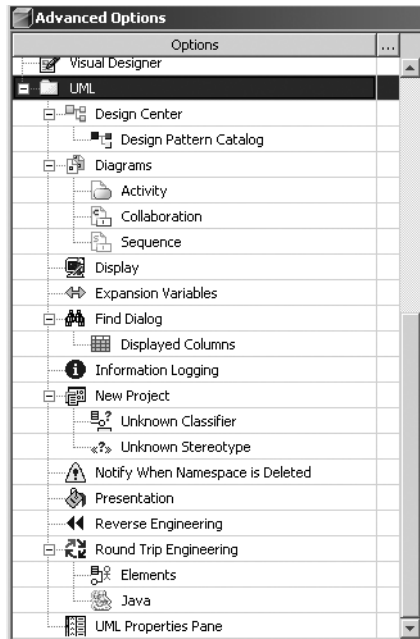 Advanced Options
Options ...
Visual Designer
UML
Design Center
Design Pattern Catalog
Diagrams
Activity
Collaboration
Sequence
Display
Expansion Variables
Find Dialog
Displayed Columns
Information Logging
New Project
Unknown Classifier
«?» Unknown Stereotype
Notify When Namespace is Deleted
Presentation
Reverse Engineering
Round Trip Engineering
Elements
Java
UML Properties Pane